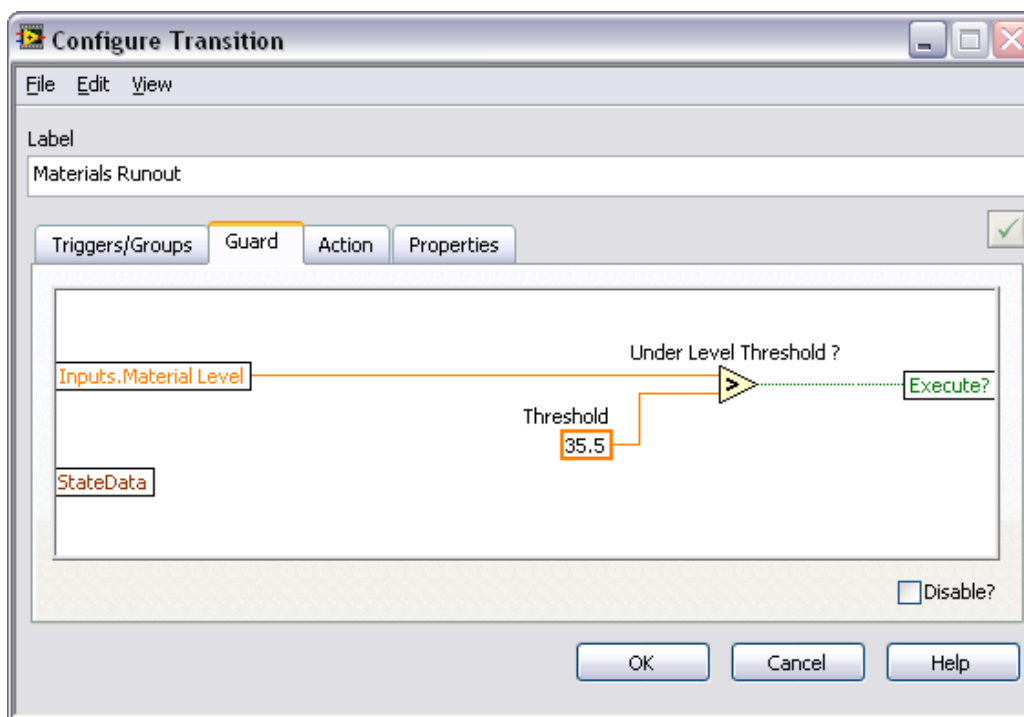 Configure Transition
File Edit View
Label
Materials Runout
Triggers/Groups Guard Action Properties
Under Level Threshold ?
Inputs.Material Level
>
Execute?
Threshold
35.5
StateData
Disable?
OK Cancel Help